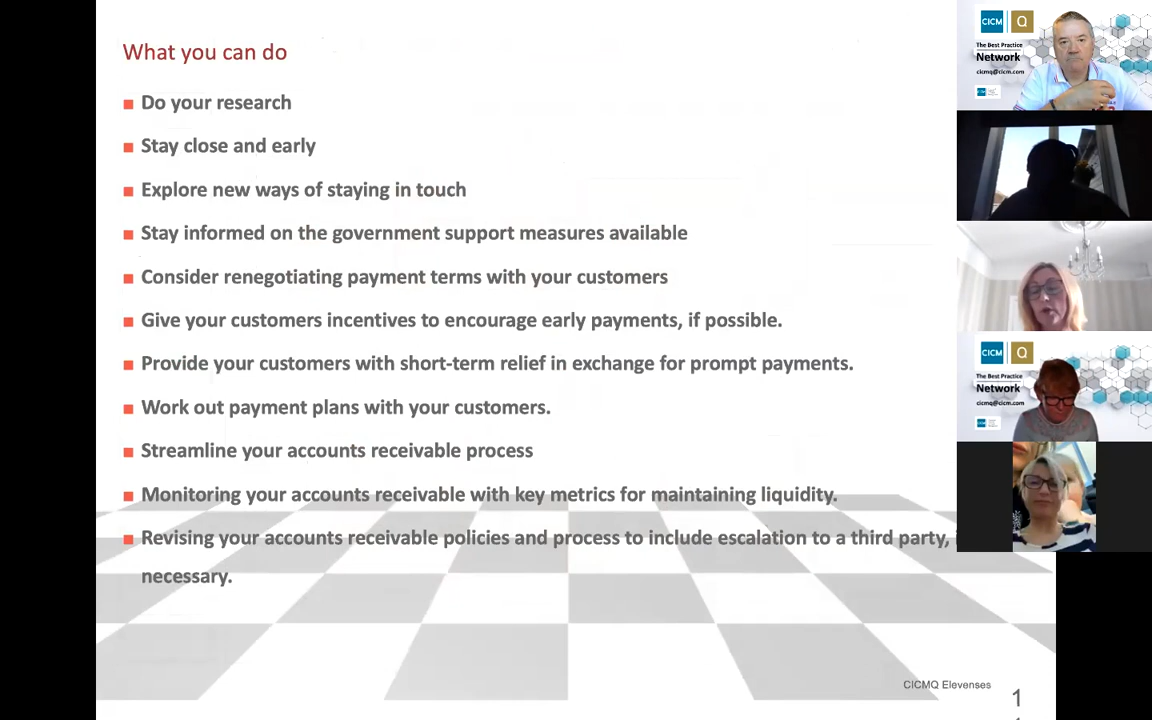 What you can do
Do your research
Stay close and early
Explore new ways of staying in touch
Stay informed on the government support measures available
Consider renegotiating payment terms with your customers
Give your customers incentives to encourage early payments, if possible.
Provide your customers with short-term relief in exchange for prompt payments.
Work out payment plans with your customers.
Streamline your accounts receivable process
Monitoring your accounts receivable with key metrics for maintaining liquidity.
Revising your accounts receivable policies and process to include escalation to a third party,
necessary.
CICMQ Elevenses
1
CICM Q
The Best Practice
Network
cicmq@cicm.com
CICM Q
The Best Practice
Network
cicmq@cicm.com